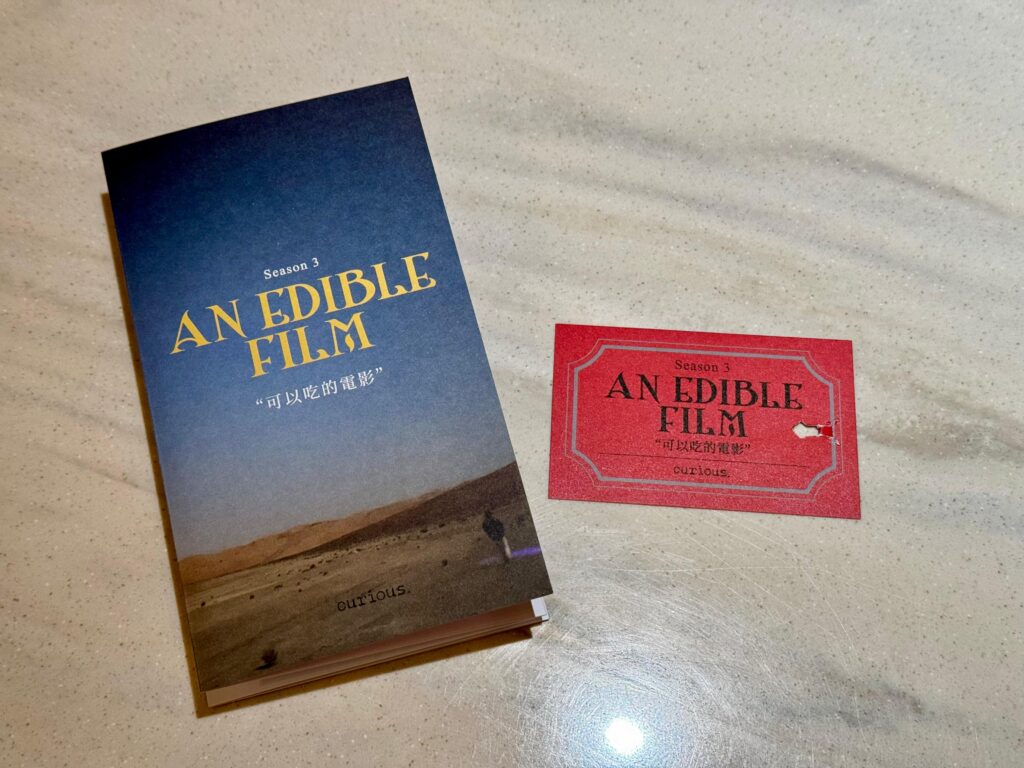 Season 3
AN EDIBLE
FILM
“可以吃的電影”
curious.
Season 3
AN EDIBLE
FILM
“可以吃的電影”
curious.